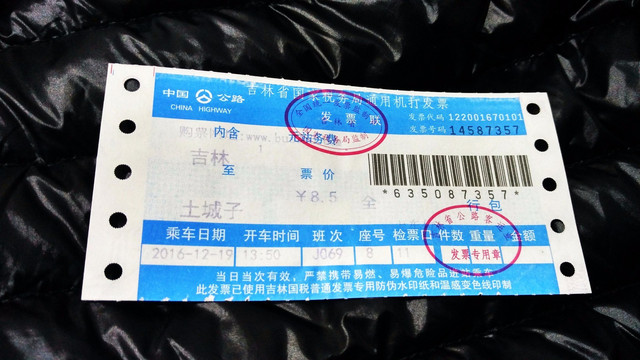 中国 公路
CHINA HIGHWAY
吉林省国 税务局通用机打发票
发票联
发票代码 122001670101
发票号码 14587357
内含 元站务费
吉林
至 票价
¥8.5 全
土城子
*635087357*
行包
乘车日期 开车时间 班次 座号 检票口 件数 重量 金额
2016-12-19 13:50 J069 8 11
发票专用章
当日当次有效,严禁携带易燃、易爆危险品进站乘车
此发票已使用吉林国税普通发票专用防伪水印纸和温感变色线印制